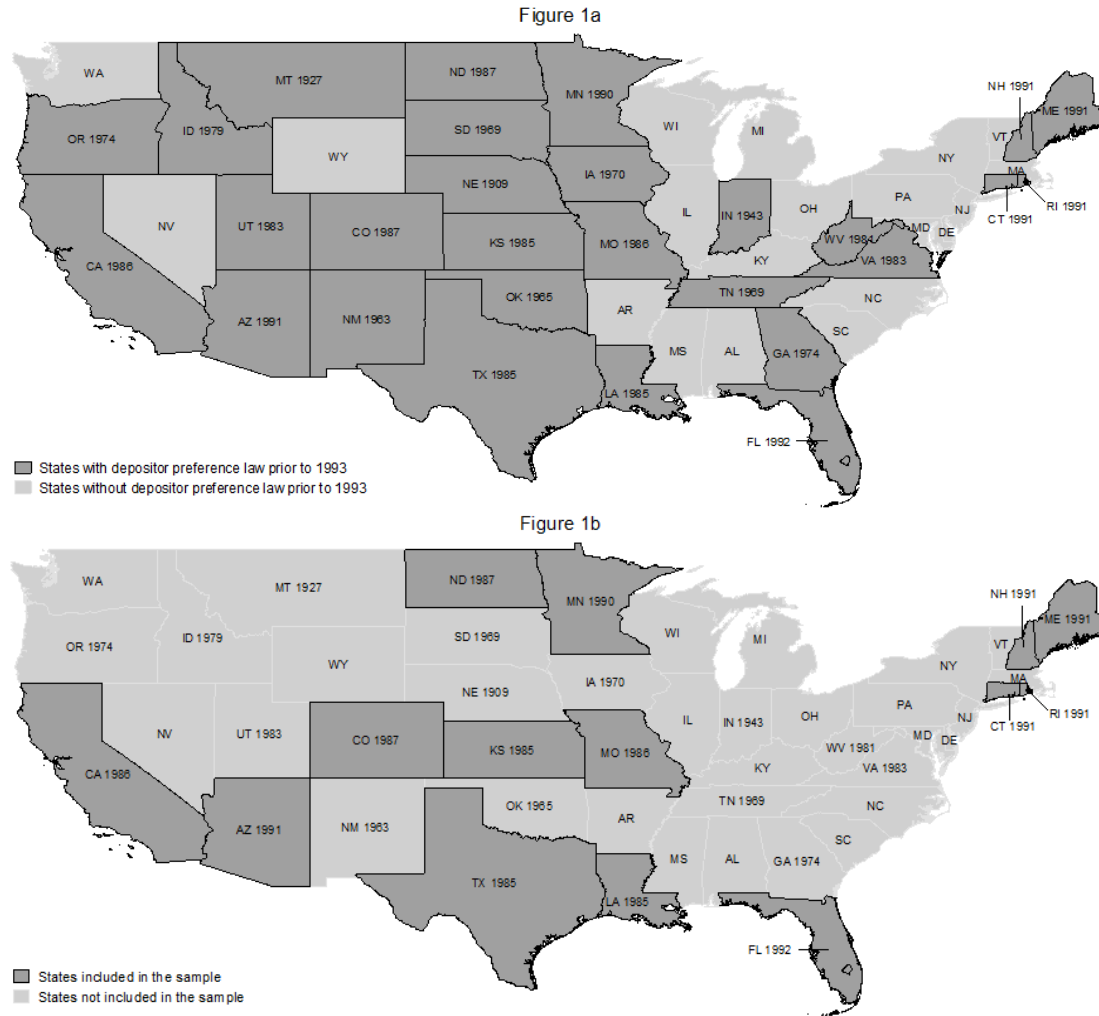 Figure 1a
WA
MT 1927
ND 1987
MN 1990
NH 1991
ME 1991
OR 1974
ID 1979
SD 1969
WI
MI
VT
NY
WY
MA
NE 1909
IA 1970
PA
RI 1991
NV
UT 1983
CO 1987
IL
IN 1943
OH
NJ
CT 1991
KS 1985
MO 1986
WV 1981
MD
DE
CA 1986
KY
VA 1983
OK 1965
TN 1969
NC
AZ 1991
NM 1963
AR
SC
MS
AL
GA 1974
TX 1985
LA 1985
FL 1992
States with depositor preference law prior to 1993
States without depositor preference law prior to 1993
Figure 1b
WA
MT 1927
ND 1987
MN 1990
NH 1991
ME 1991
OR 1974
ID 1979
SD 1969
WI
MI
VT
NY
WY
MA
NE 1909
IA 1970
PA
RI 1991
NV
UT 1983
CO 1987
IL
IN 1943
OH
NJ
CT 1991
KS 1985
MO 1986
WV 1981
MD
DE
CA 1986
KY
VA 1983
OK 1965
TN 1969
NC
AZ 1991
NM 1963
AR
SC
MS
AL
GA 1974
TX 1985
LA 1985
FL 1992
States included in the sample
States not included in the sample